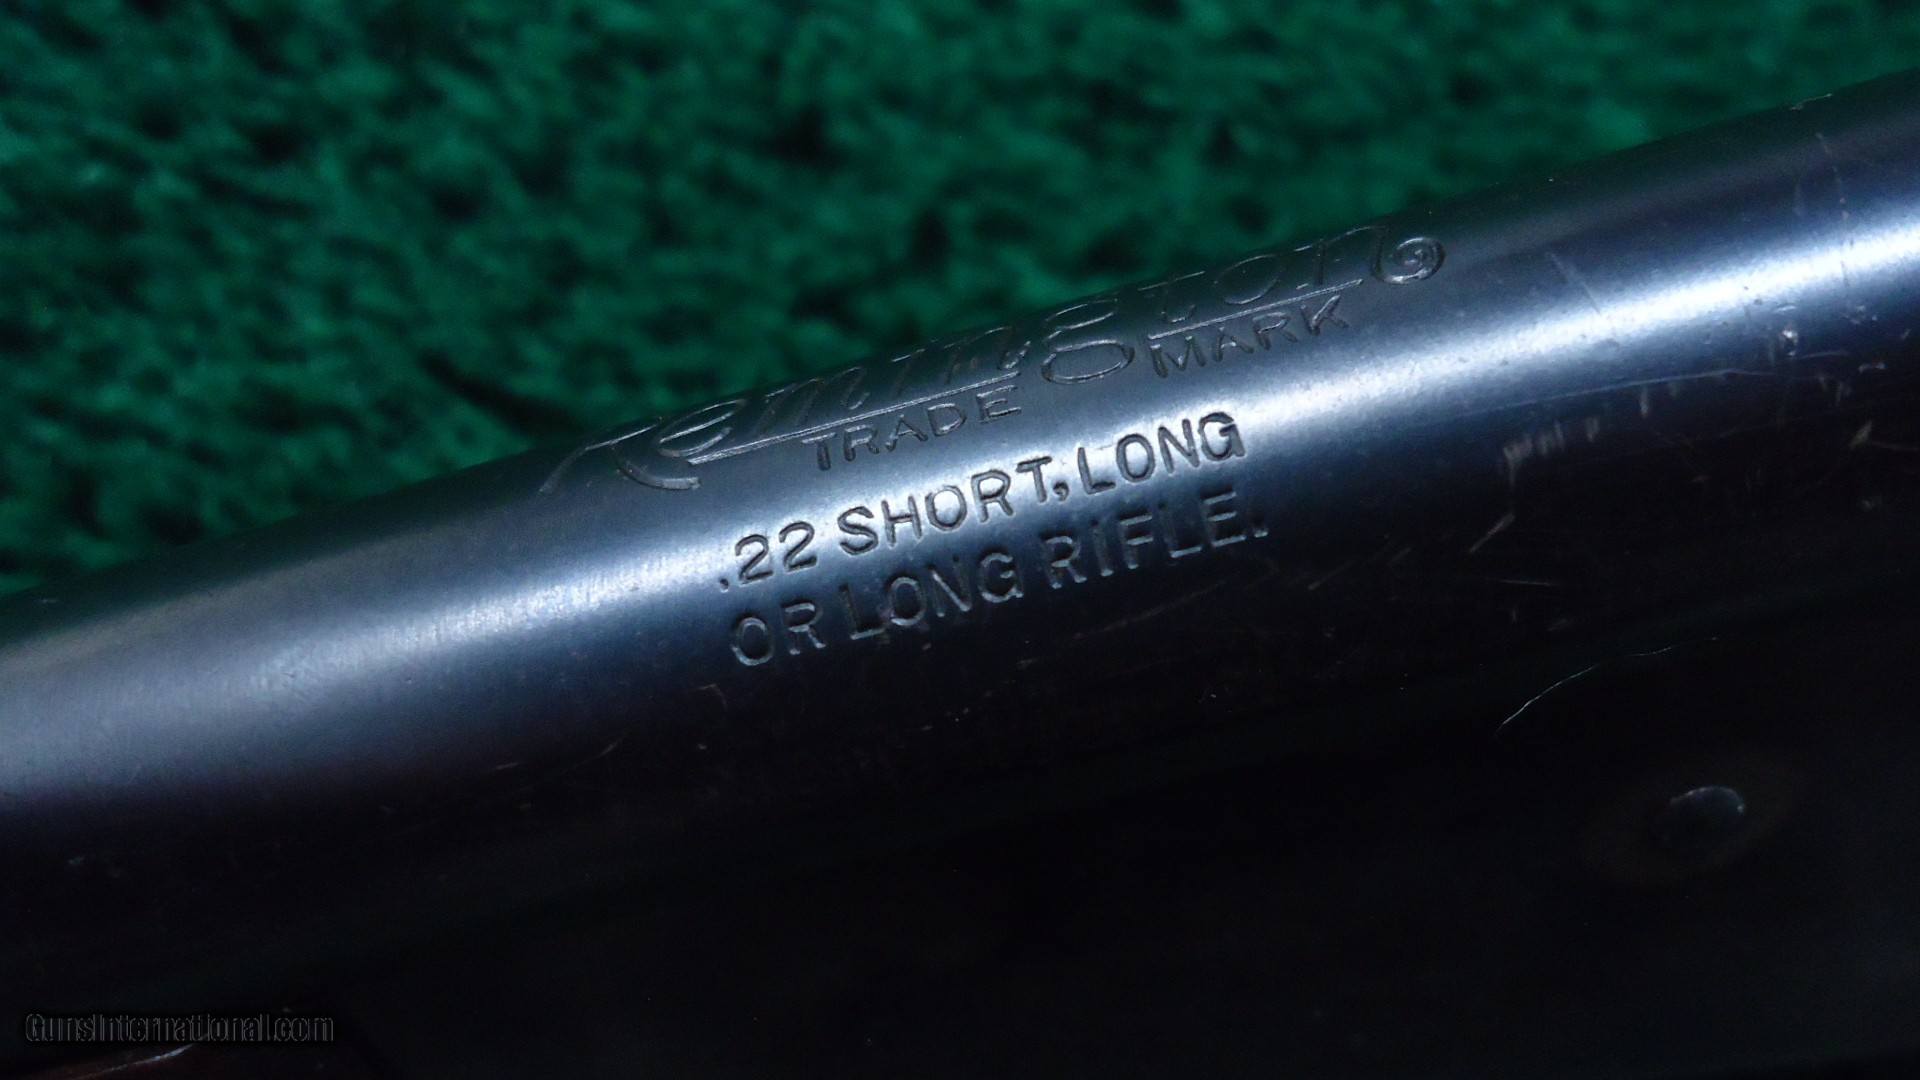 Remington
TRADE MARK
.22 SHORT, LONG
OR LONG RIFLE.
GunsInternational.com